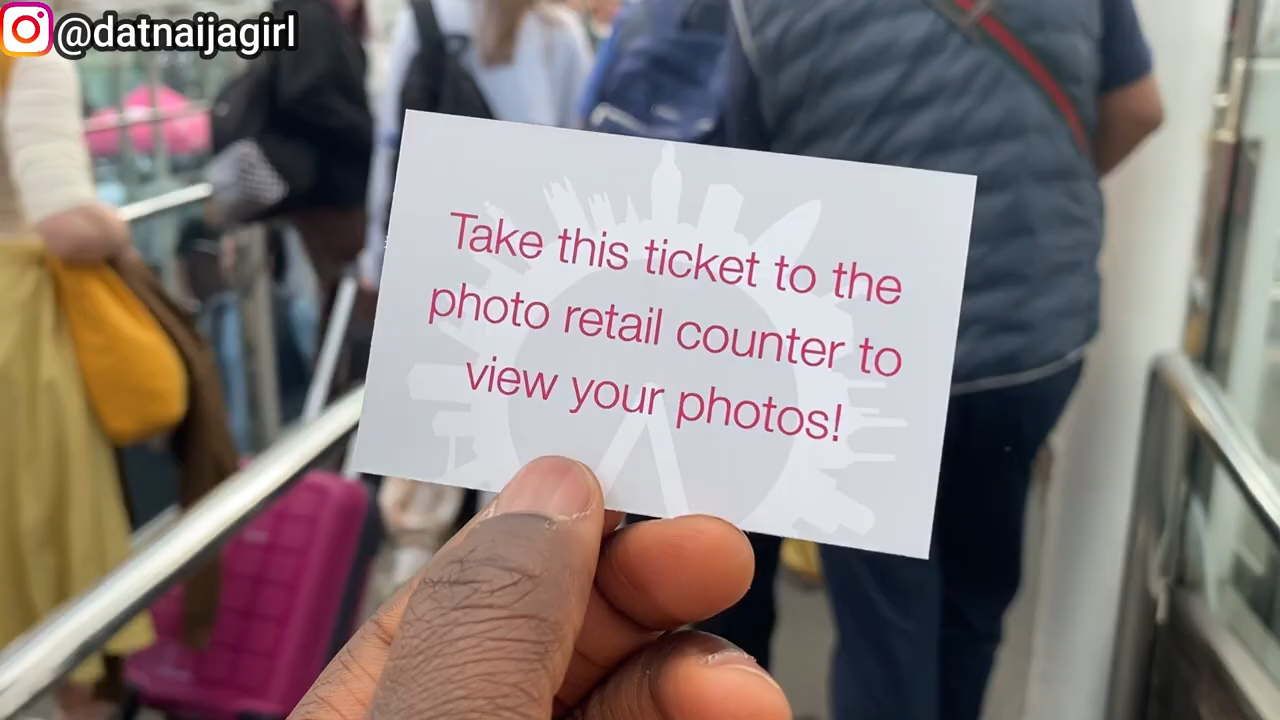 @datnaijagirl
Take this ticket to the
photo retail counter to
view your photos!